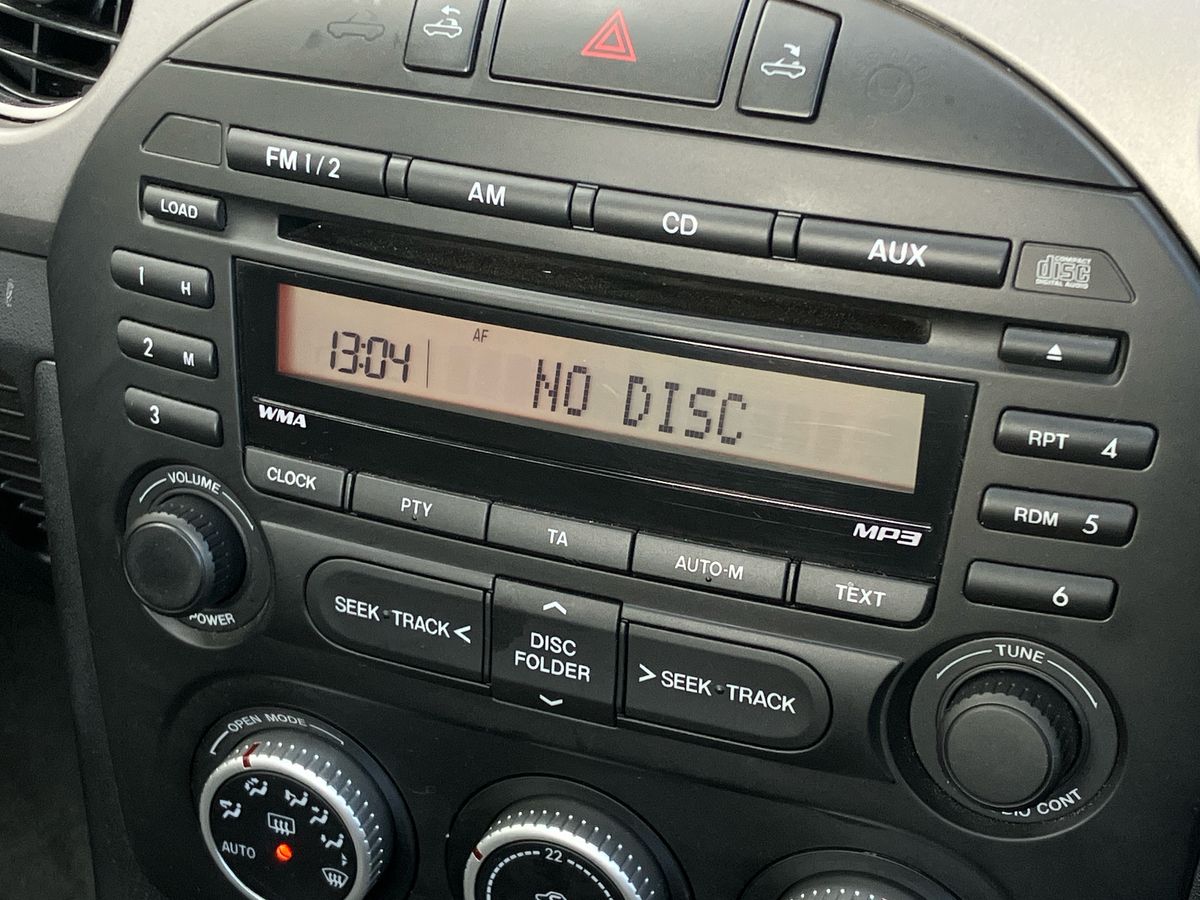 FM 1 / 2
AM
CD
AUX
LOAD
COMPACT
disc
DIGITAL AUDIO
1 H
2 M
3
13:04
AF
NO DISC
WMA
MP3
RPT 4
RDM 5
6
CLOCK
PTY
TA
AUTO-M
TEXT
VOLUME
POWER
SEEK · TRACK <
DISC
FOLDER
> SEEK · TRACK
TUNE
CONT
OPEN MODE
AUTO
22